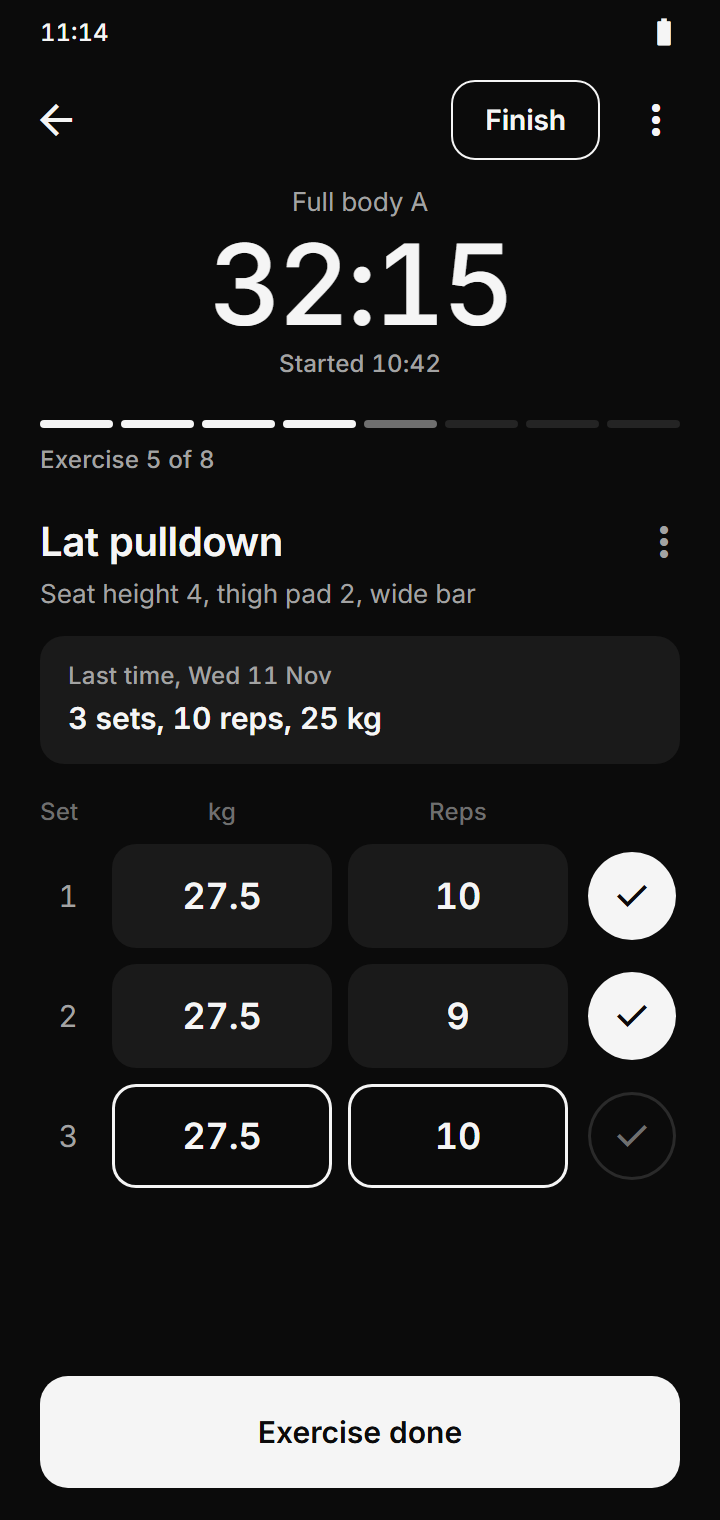 11:14
Finish
Full body A
32:15
Started 10:42
Exercise 5 of 8
Lat pulldown
Seat height 4, thigh pad 2, wide bar
Last time, Wed 11 Nov
3 sets, 10 reps, 25 kg
Set kg Reps
1 27.5 10
2 27.5 9
3 27.5 10
Exercise done